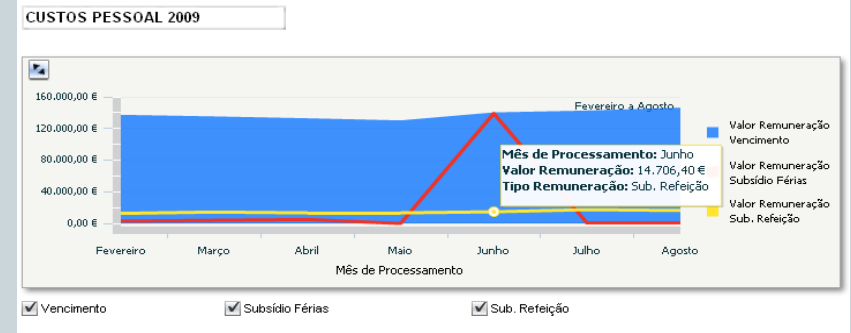 CUSTOS PESSOAL 2009
160.000,00 €
120.000,00 €
80.000,00 €
40.000,00 €
0,00 €
Fevereiro a Agosto
Mês de Processamento: Junho
Valor Remuneração: 14.706,40 €
Tipo Remuneração: Sub. Refeição
Valor Remuneração
Vencimento
Valor Remuneração
Subsídio Férias
Valor Remuneração
Sub. Refeição
Fevereiro Março Abril Maio Junho Julho Agosto
Mês de Processamento
Vencimento Subsídio Férias Sub. Refeição